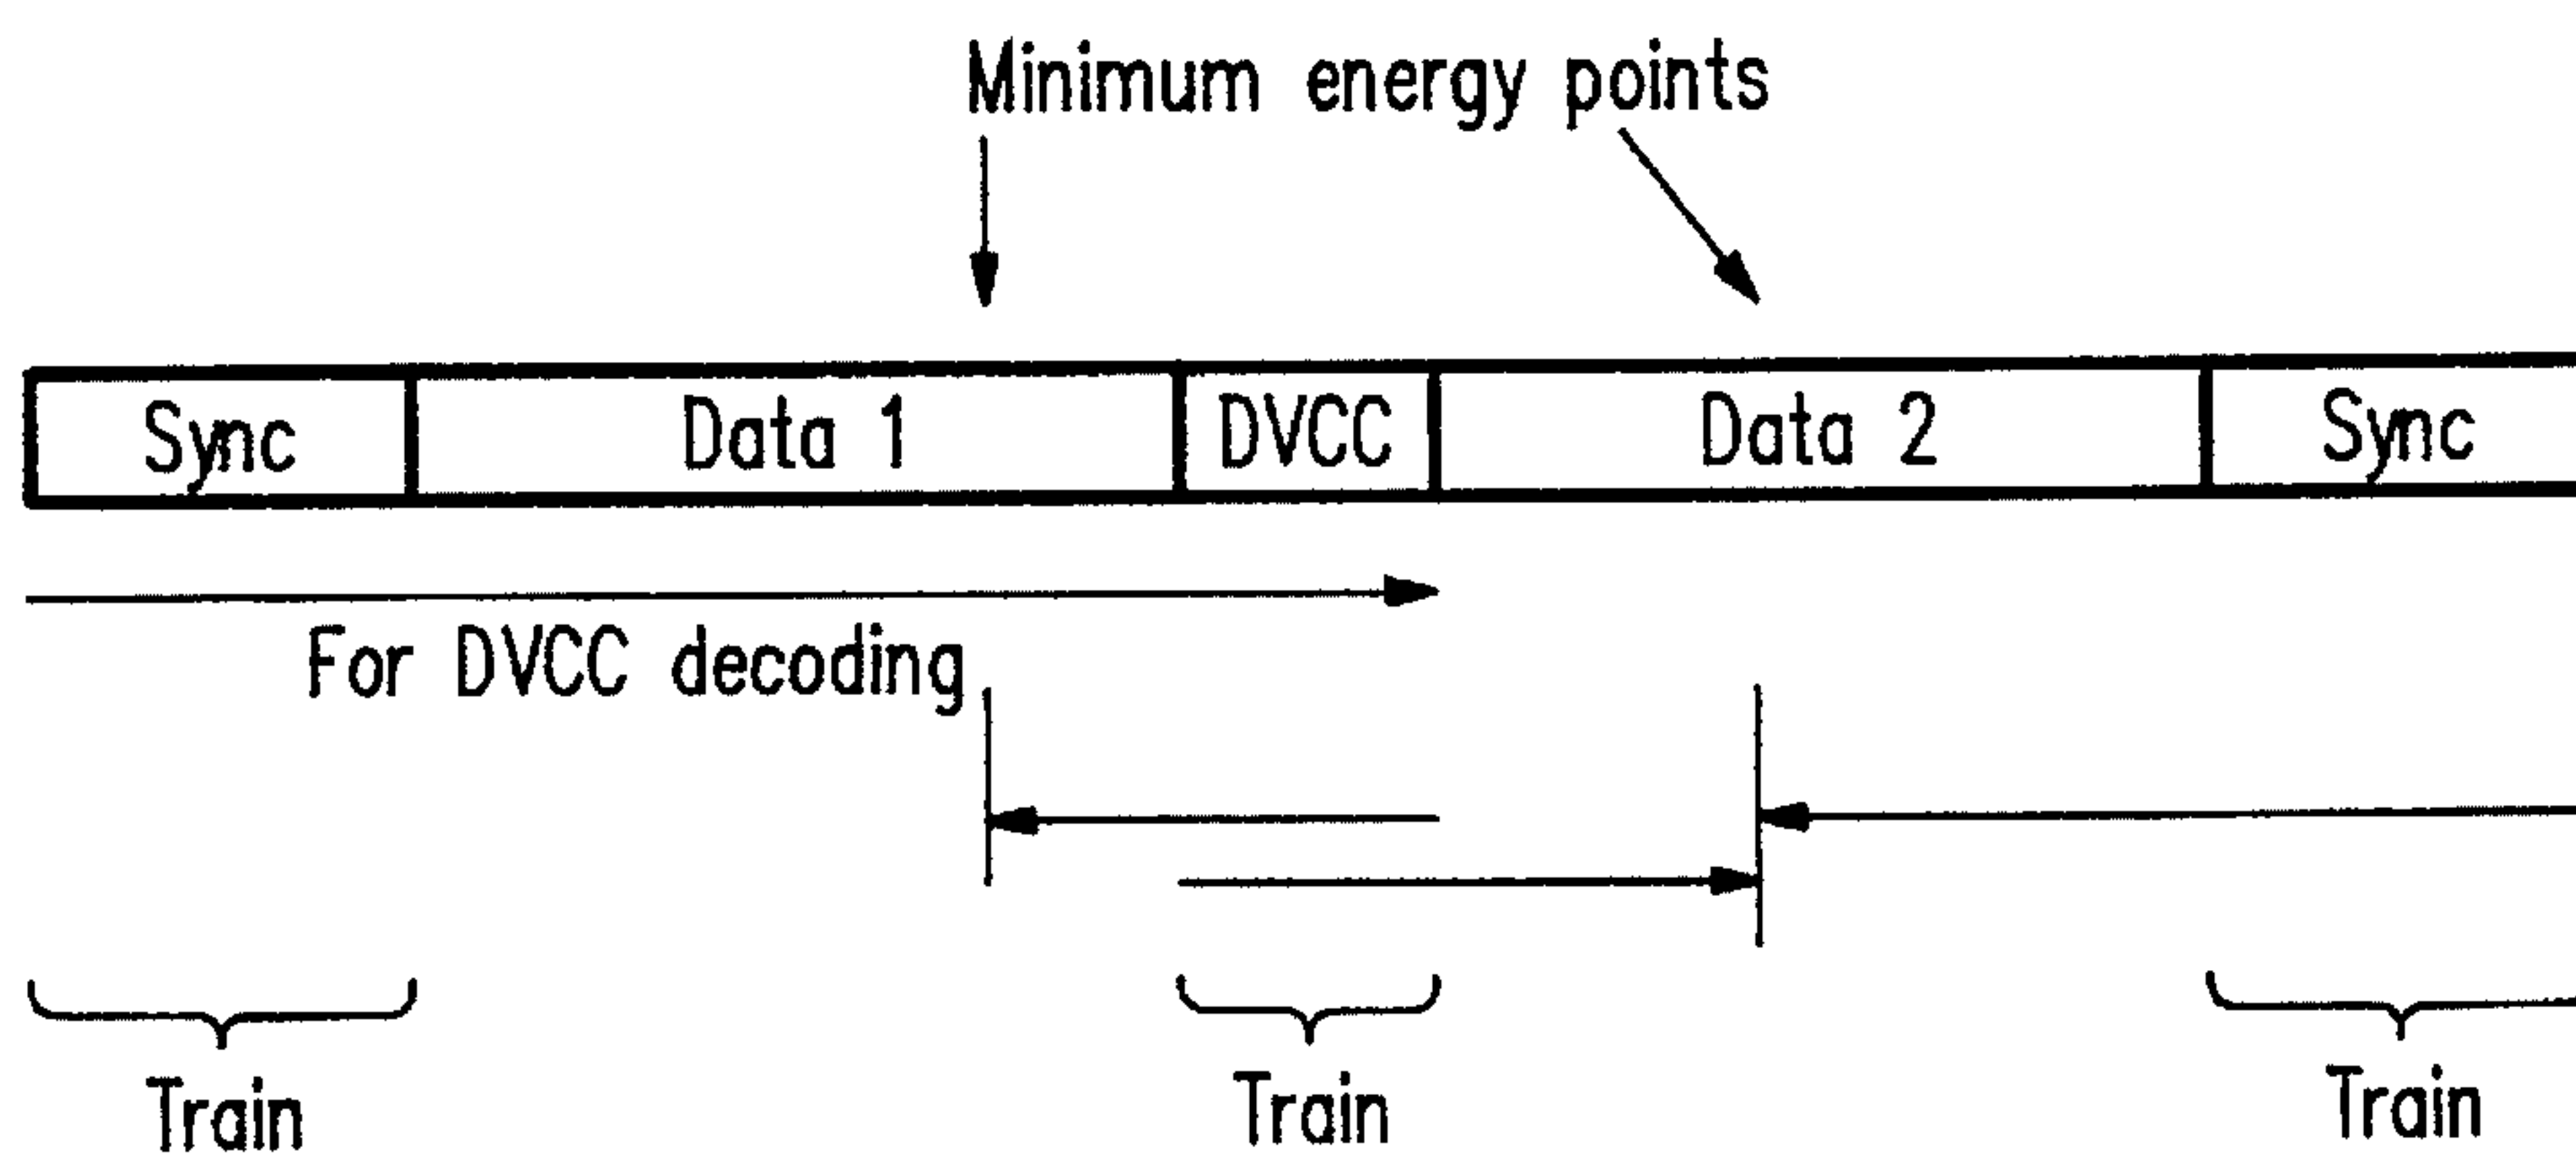 Minimum energy points
Sync Data 1 DVCC Data 2 Sync
For DVCC decoding
Train Train Train